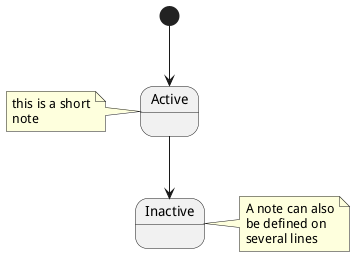 Active
this is a short
note
Inactive
A note can also
be defined on
several lines